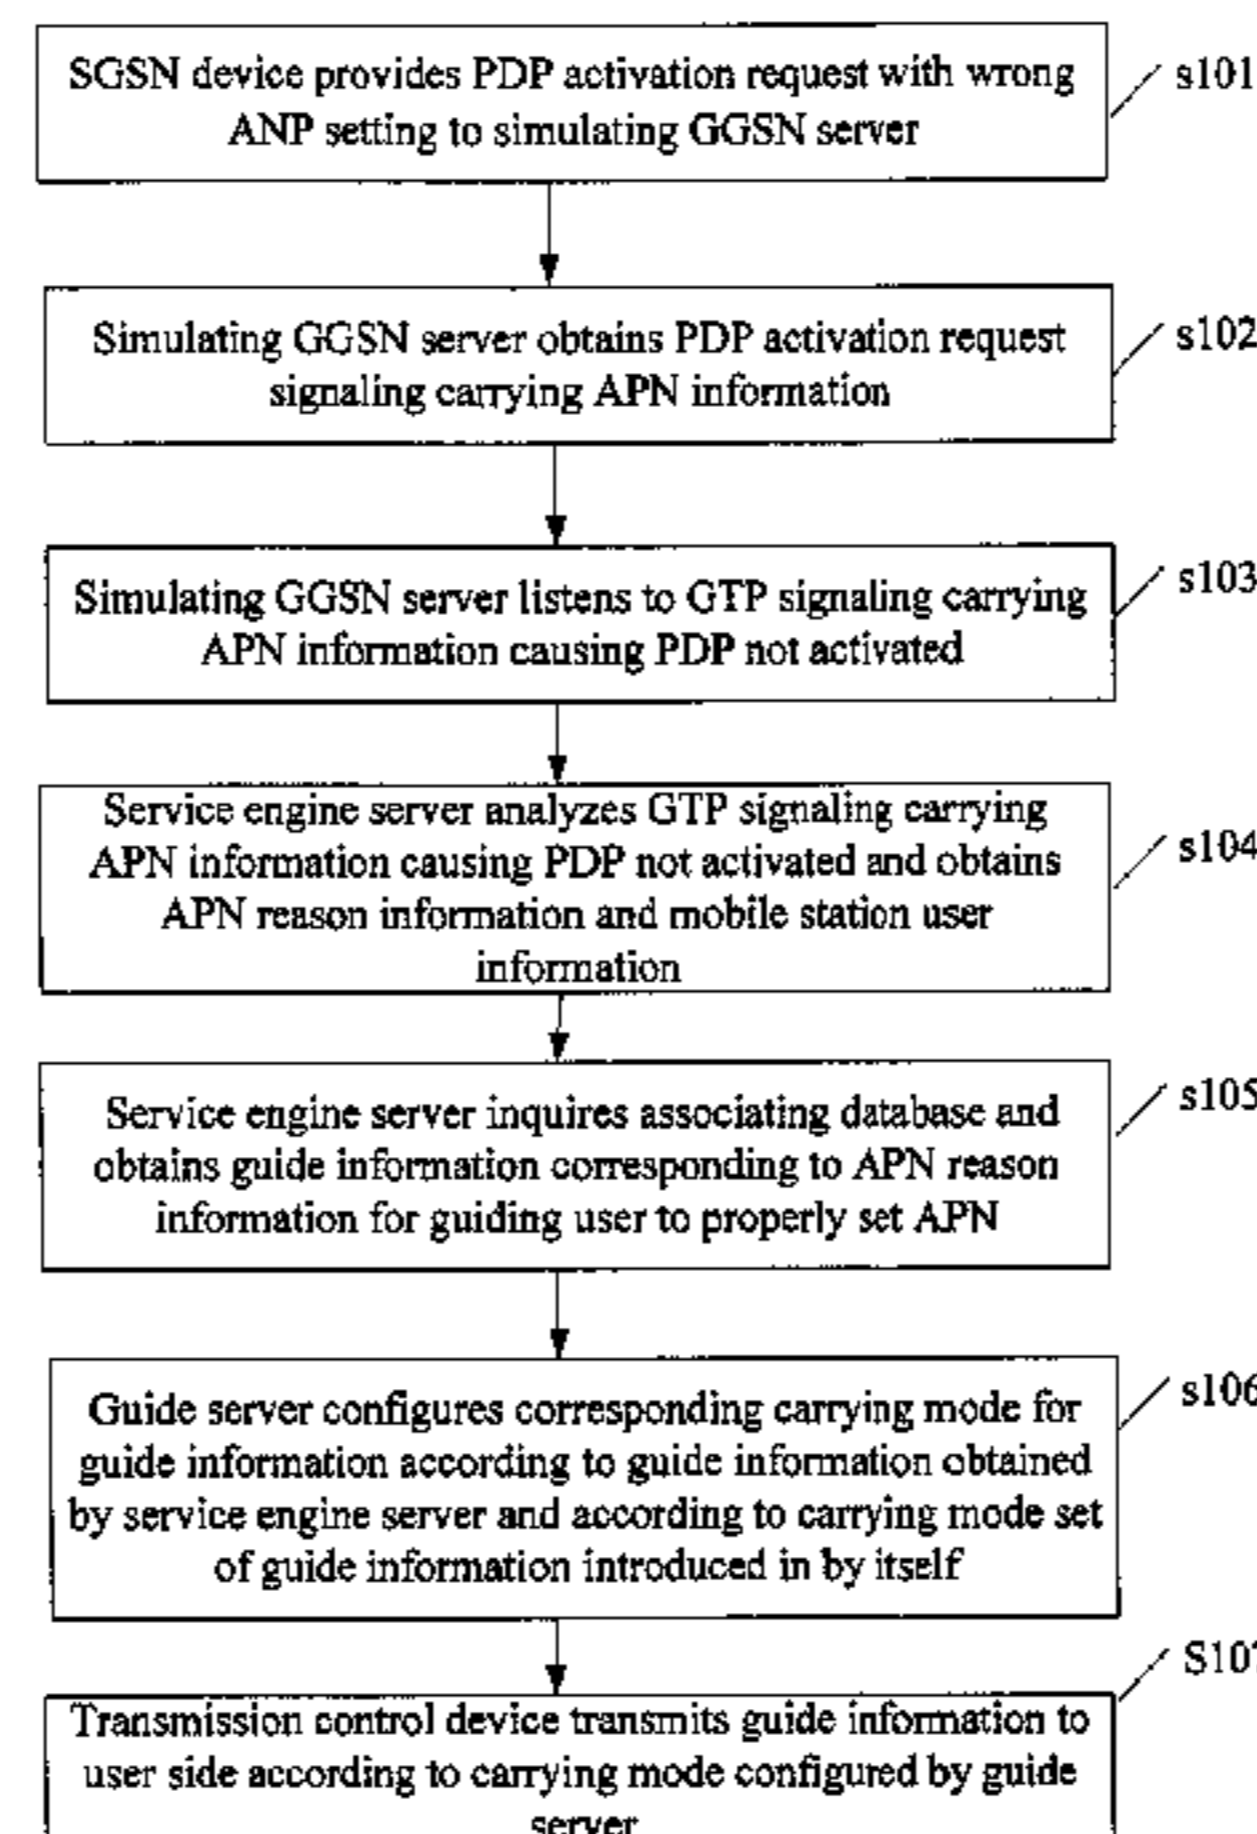 SGSN device provides PDP activation request with wrong
ANP setting to simulating GGSN server
s101
Simulating GGSN server obtains PDP activation request
signaling carrying APN information
s102
Simulating GGSN server listens to GTP signaling carrying
APN information causing PDP not activated
s103
Service engine server analyzes GTP signaling carrying
APN information causing PDP not activated and obtains
APN reason information and mobile station user
information
s104
Service engine server inquires associating database and
obtains guide information corresponding to APN reason
information for guiding user to properly set APN
s105
Guide server configures corresponding carrying mode for
guide information according to guide information obtained
by service engine server and according to carrying mode set
of guide information introduced in by itself
s106
Transmission control device transmits guide information to
user side according to carrying mode configured by guide
server
S107